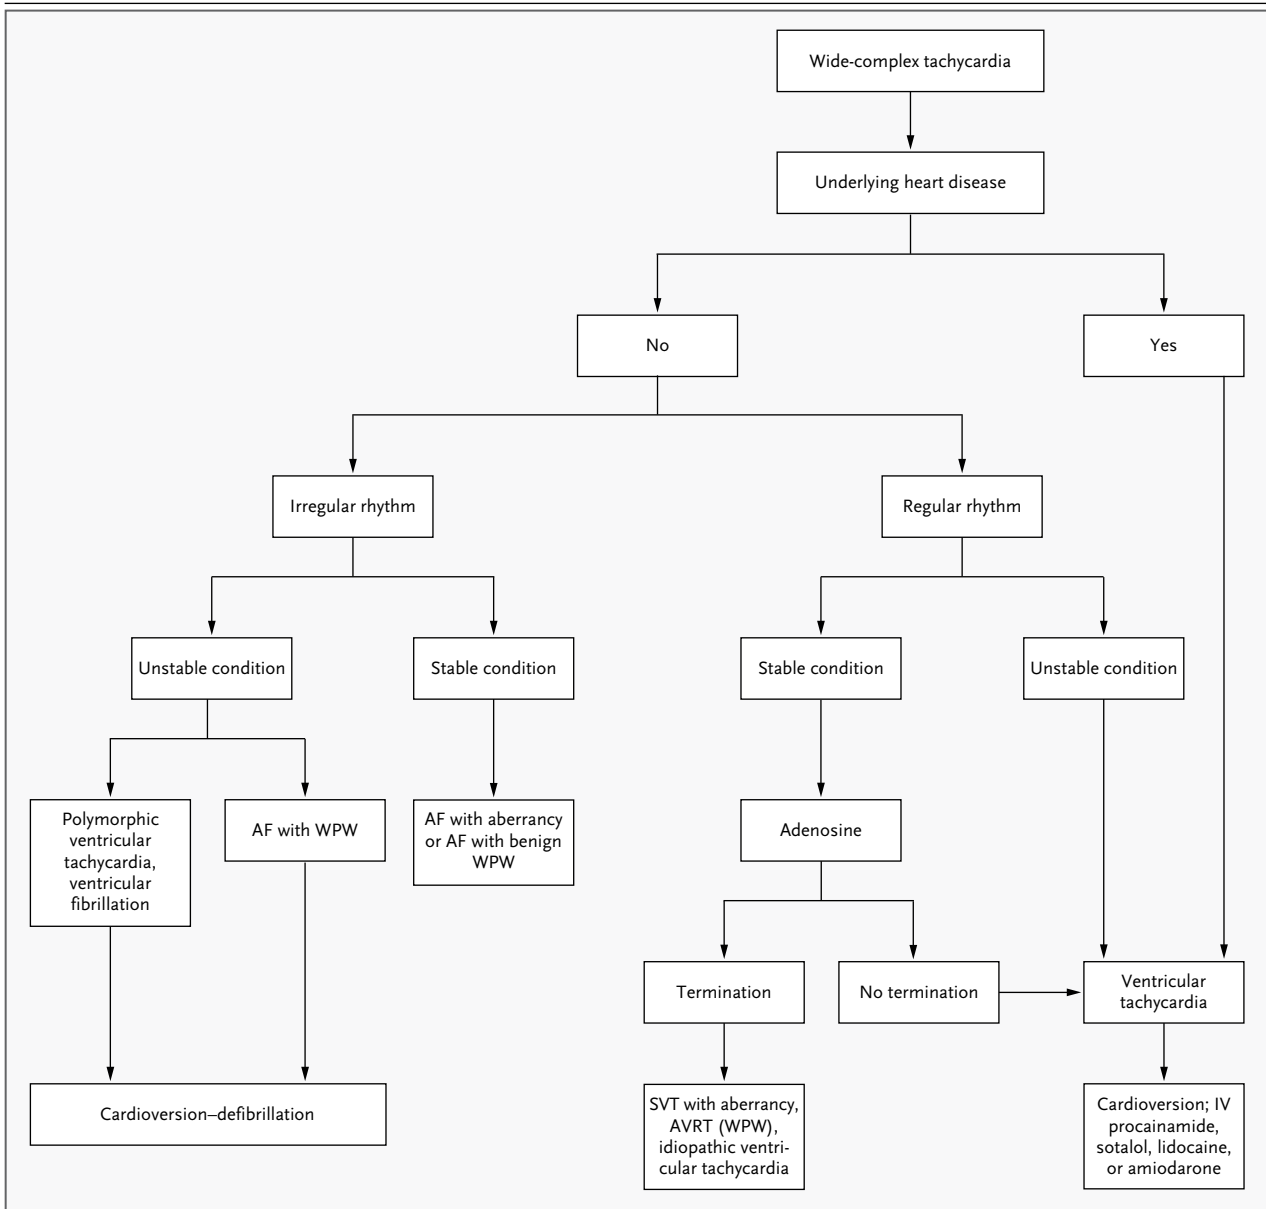 Wide-complex tachycardia
Underlying heart disease
No
Yes
Irregular rhythm
Regular rhythm
Unstable condition
Stable condition
Stable condition
Unstable condition
Polymorphic
ventricular
tachycardia,
ventricular
fibrillation
AF with WPW
AF with aberrancy
or AF with benign
WPW
Adenosine
Termination
No termination
Ventricular
tachycardia
Cardioversion–defibrillation
SVT with aberrancy,
AVRT (WPW),
idiopathic ventri-
cular tachycardia
Cardioversion; IV
procainamide,
sotalol, lidocaine,
or amiodarone